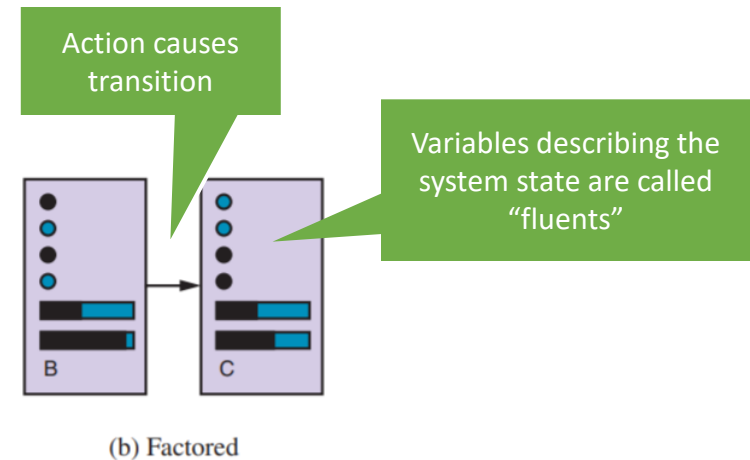 Action causes
transition
Variables describing the
system state are called
“fluents”
B
C
(b) Factored